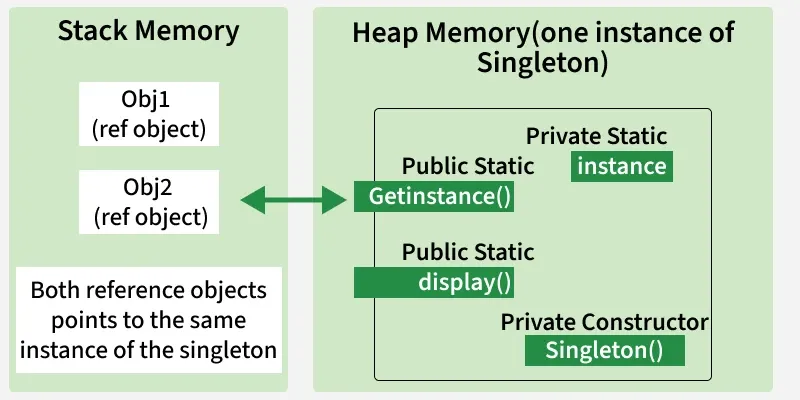 Stack Memory
Obj1
(ref object)
Obj2
(ref object)
Both reference objects
points to the same
instance of the singleton
Heap Memory(one instance of
Singleton)
Private Static
instance
Public Static
Getinstance()
Public Static
display()
Private Constructor
Singleton()